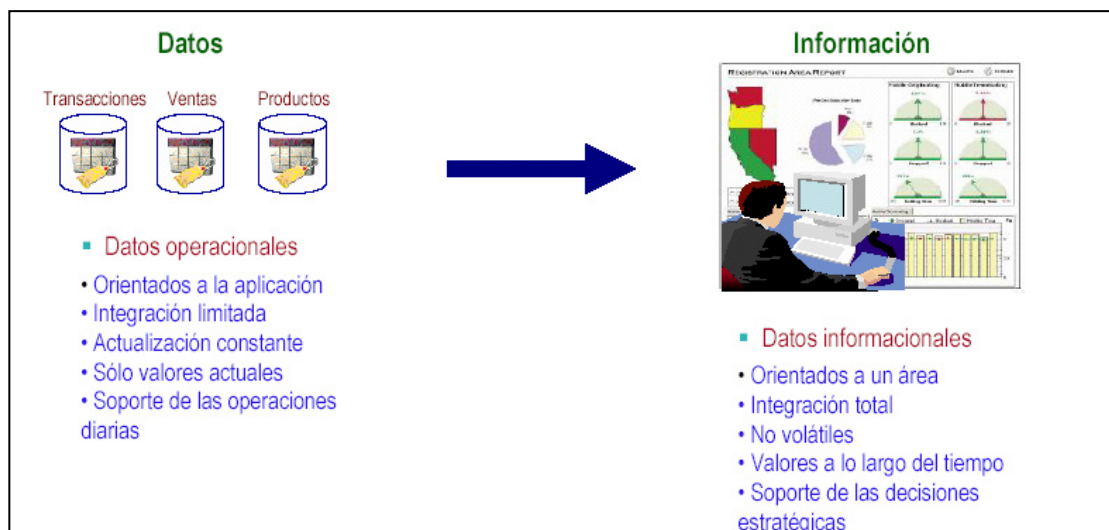 Datos
Transacciones Ventas Productos
▪ Datos operacionales
• Orientados a la aplicación
• Integración limitada
• Actualización constante
• Sólo valores actuales
• Soporte de las operaciones
diarias
Información
REGISTRATION AREA REPORT
▪ Datos informacionales
• Orientados a un área
• Integración total
• No volátiles
• Valores a lo largo del tiempo
• Soporte de las decisiones
estratégicas